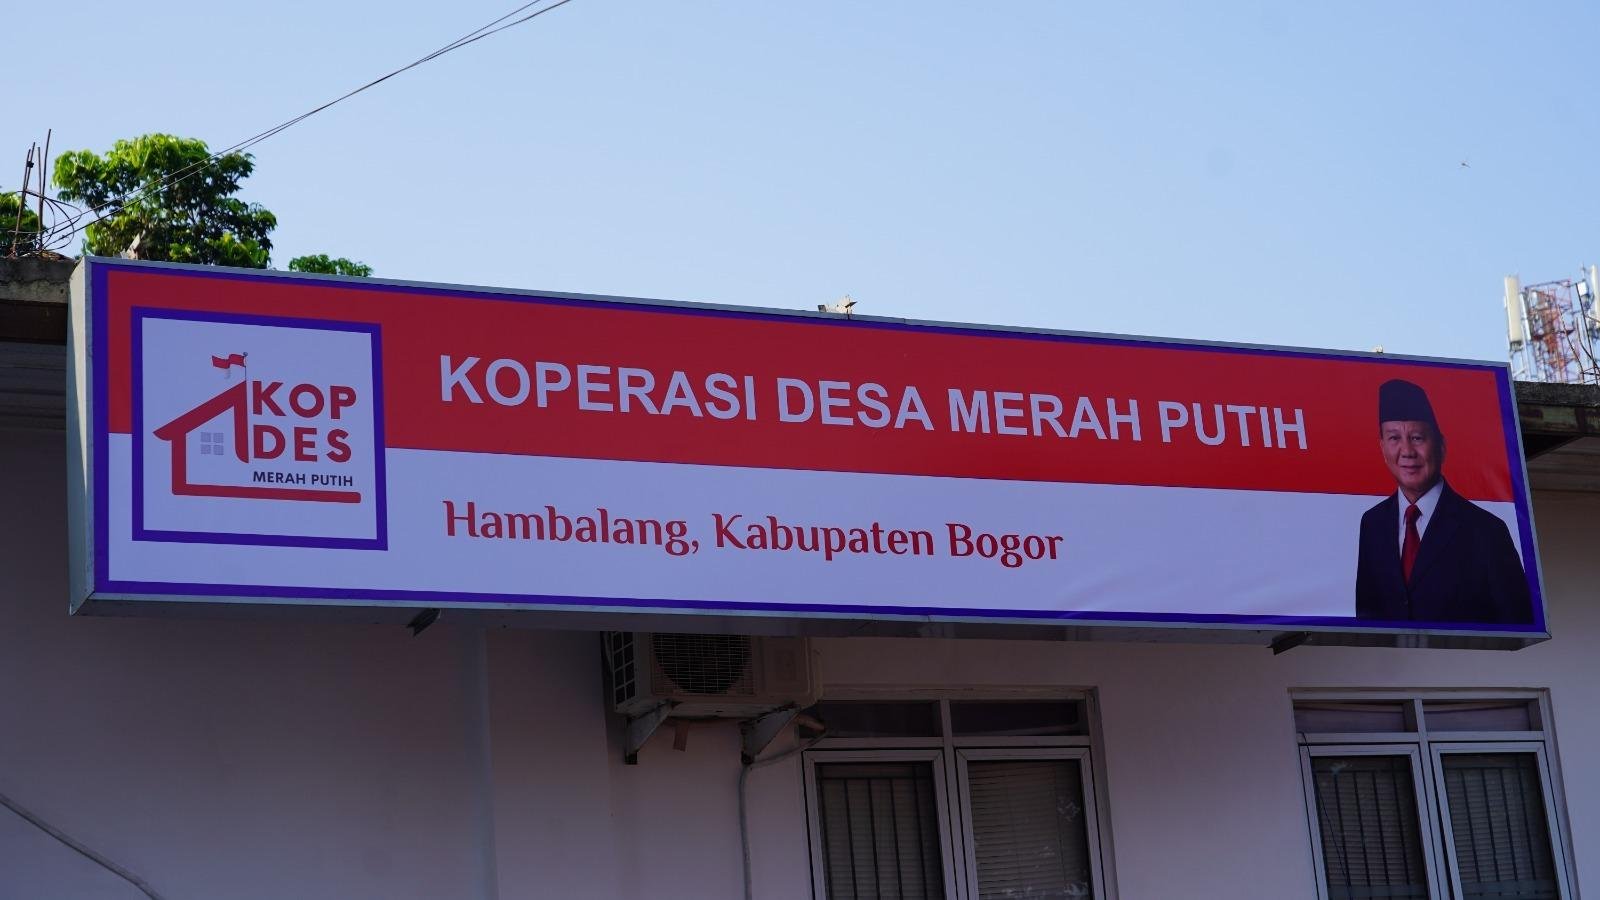 KOP
DES
MERAH PUTIH
KOPERASI DESA MERAH PUTIH
Hambalang, Kabupaten Bogor